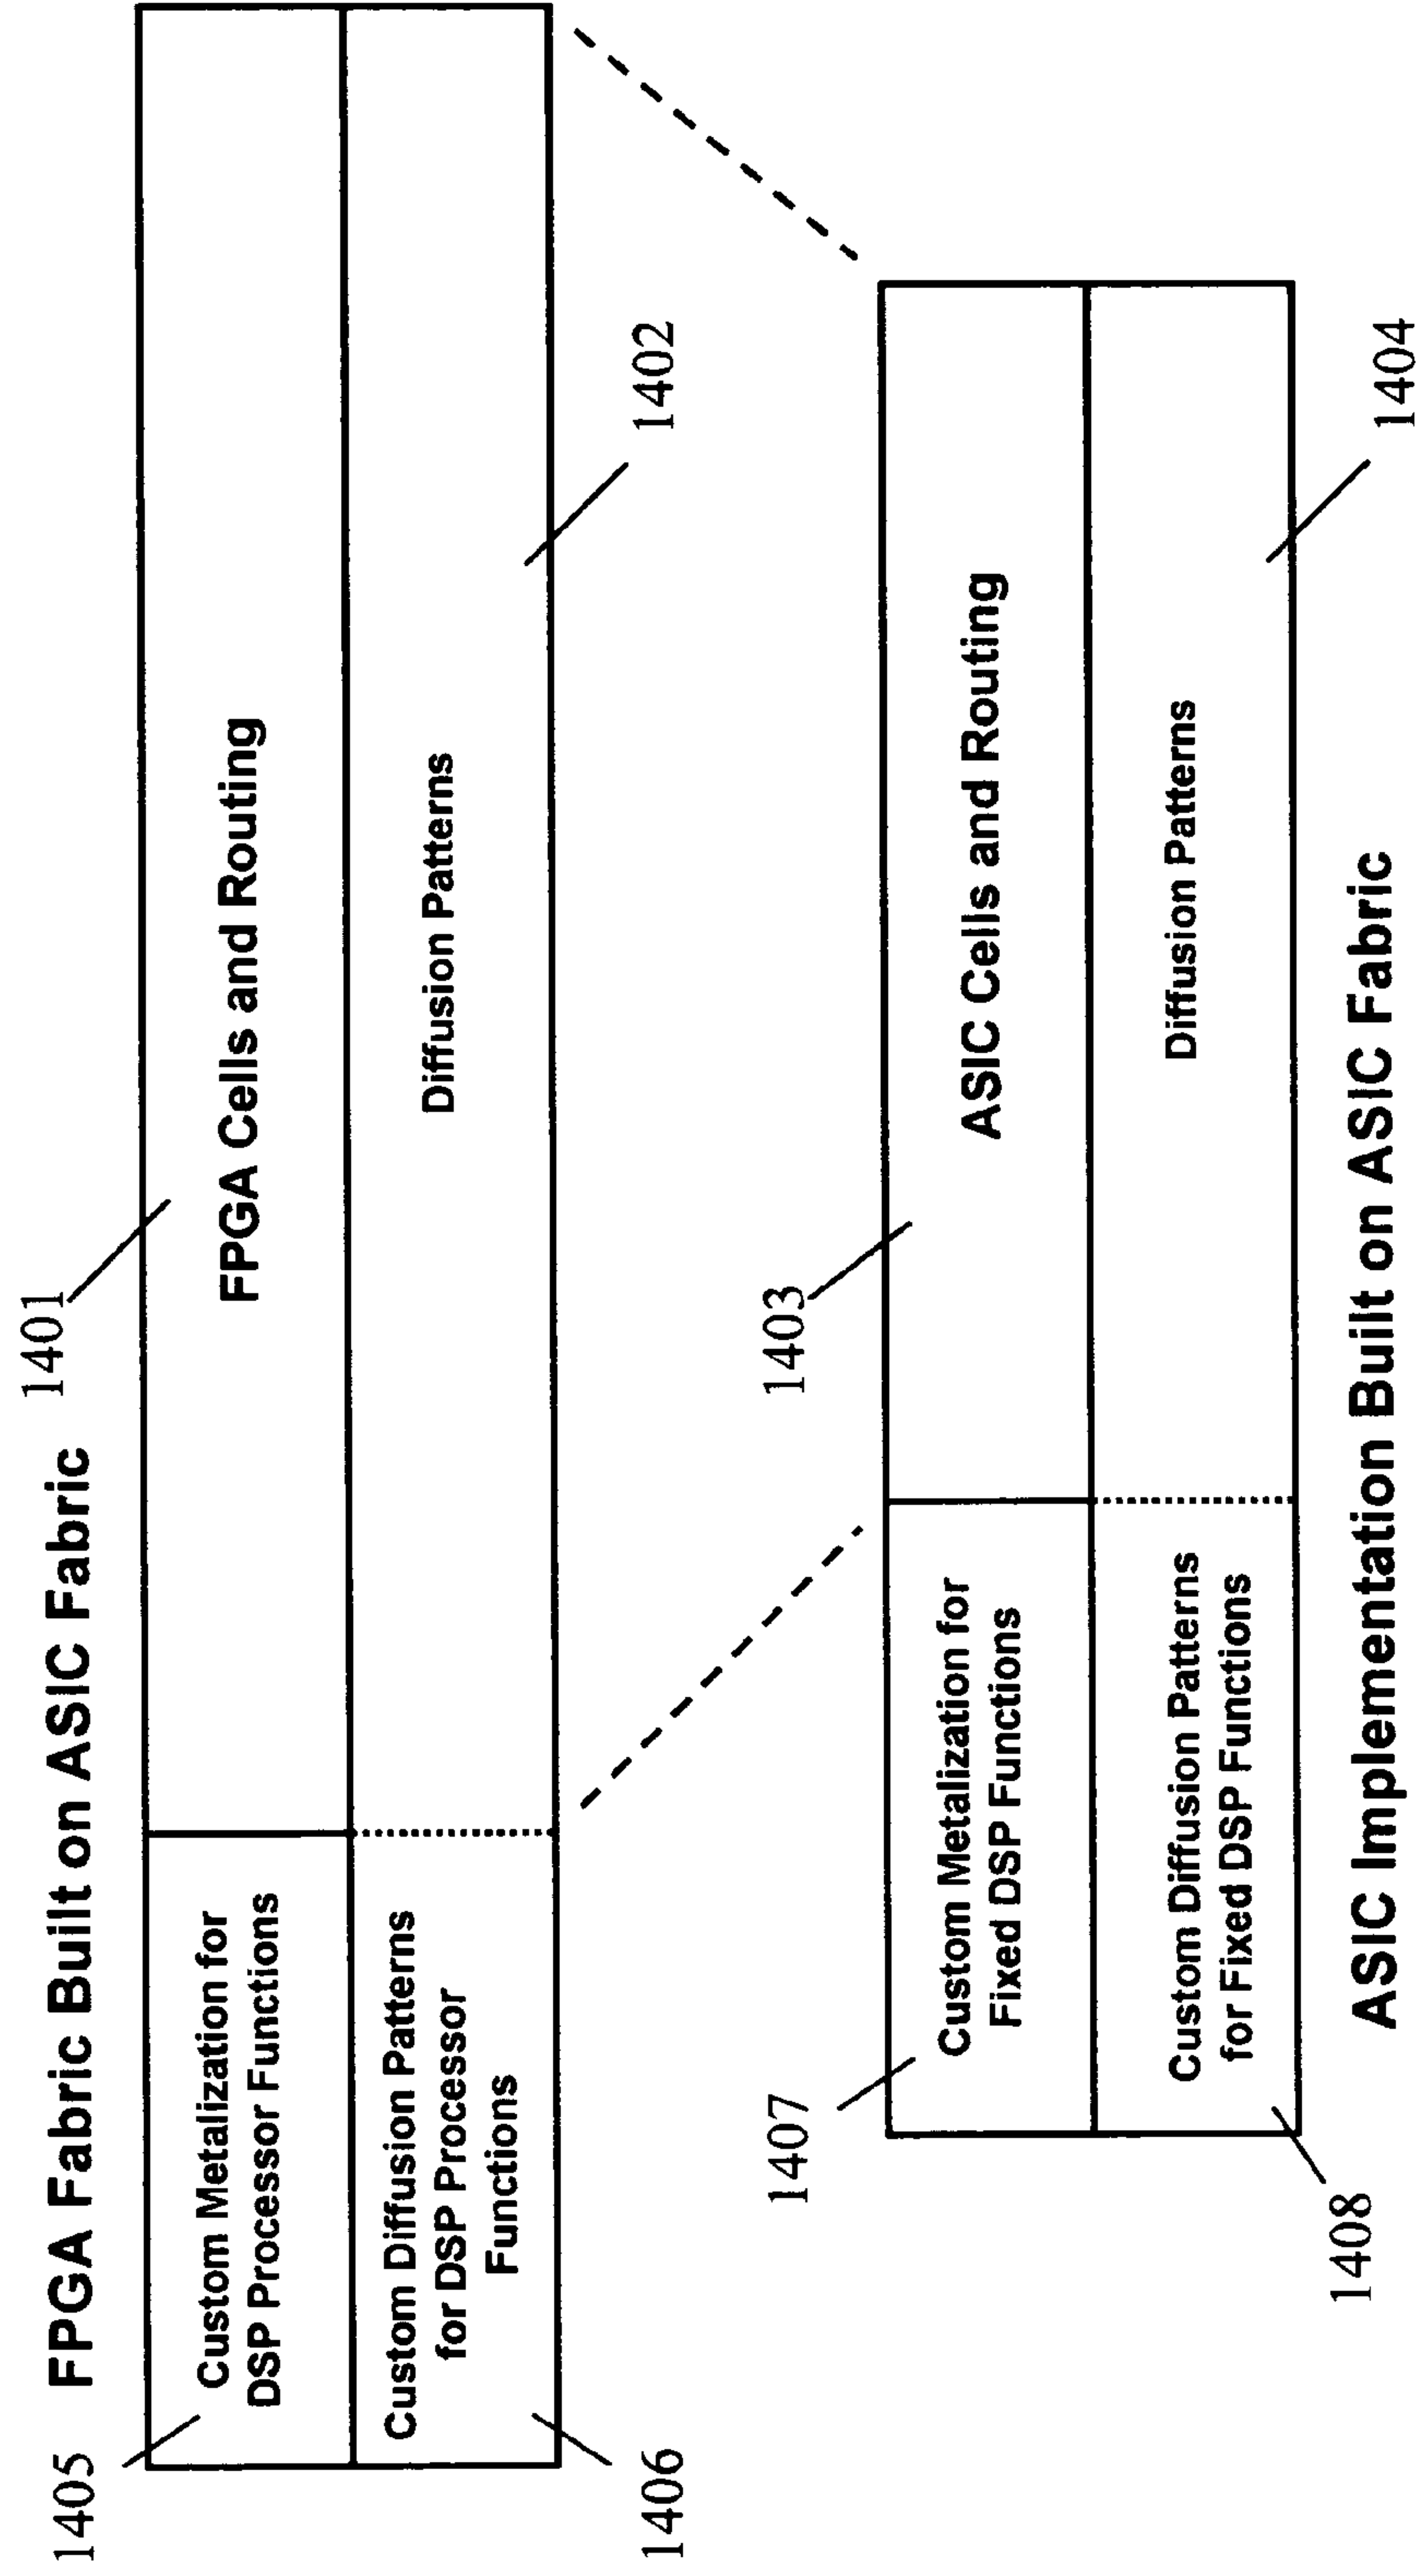 FPGA Fabric Built on ASIC Fabric
1401
1405
Custom Metalization for
DSP Processor Functions
FPGA Cells and Routing
Custom Diffusion Patterns
for DSP Processor
Functions
Diffusion Patterns
1406
1402
1403
1407
Custom Metalization for
Fixed DSP Functions
ASIC Cells and Routing
Custom Diffusion Patterns
for Fixed DSP Functions
Diffusion Patterns
1408
1404
ASIC Implementation Built on ASIC Fabric